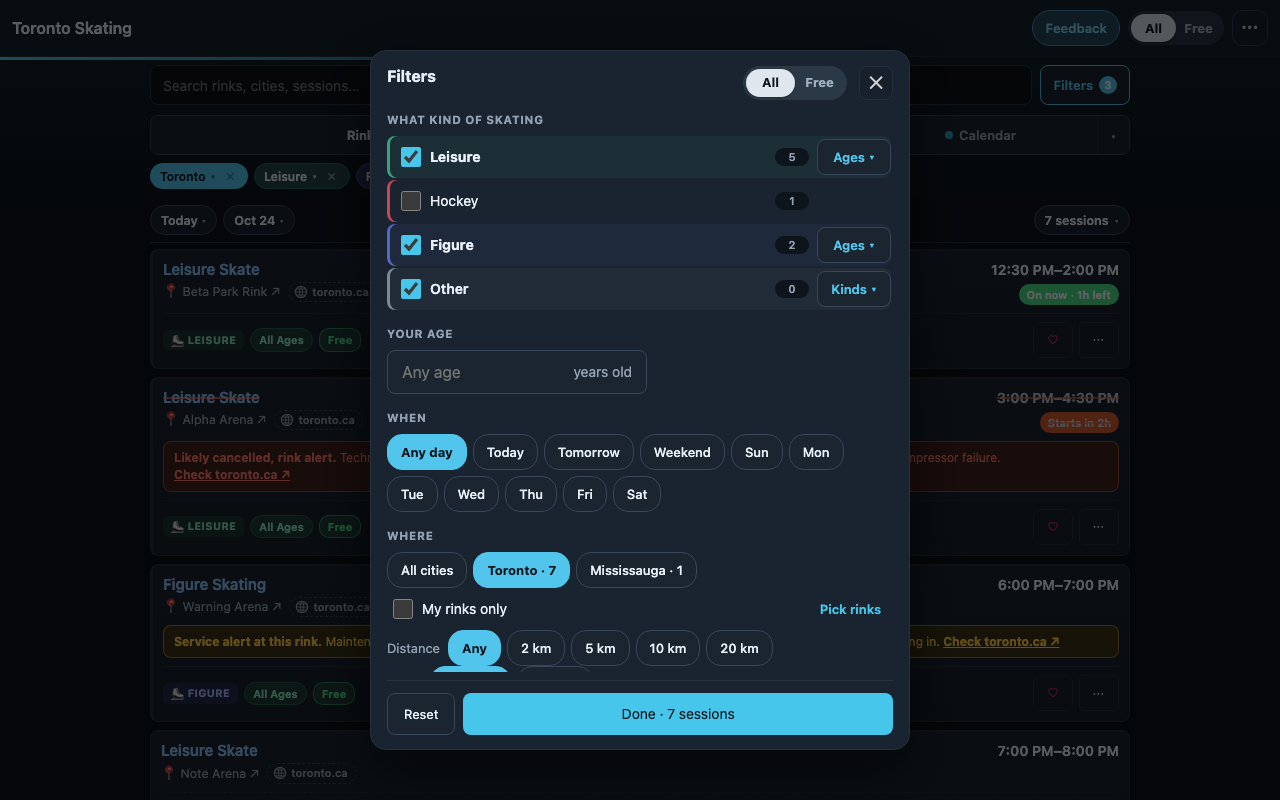 Toronto Skating
Feedback
All
Free
Search rinks, cities, sessions...
Filters 3
Rin
Calendar
Toronto
Leisure
Today
Oct 24
7 sessions
Filters
All
Free
WHAT KIND OF SKATING
Leisure
5
Ages
Hockey
1
Figure
2
Ages
Other
0
Kinds
YOUR AGE
Any age
years old
WHEN
Any day
Today
Tomorrow
Weekend
Sun
Mon
Tue
Wed
Thu
Fri
Sat
WHERE
All cities
Toronto · 7
Mississauga · 1
My rinks only
Pick rinks
Distance
Any
2 km
5 km
10 km
20 km
Reset
Done · 7 sessions
Leisure Skate
12:30 PM–2:00 PM
Beta Park Rink ↗
toronto.ca
On now · 1h left
LEISURE
All Ages
Free
Leisure Skate
3:00 PM–4:30 PM
Alpha Arena ↗
toronto.ca
Starts in 2h
Likely cancelled, rink alert. Techn
mpressor failure.
Check toronto.ca ↗
LEISURE
All Ages
Free
Figure Skating
6:00 PM–7:00 PM
Warning Arena ↗
toronto.ca
Service alert at this rink. Mainten
ng in. Check toronto.ca ↗
FIGURE
All Ages
Free
Leisure Skate
7:00 PM–8:00 PM
Note Arena ↗
toronto.ca